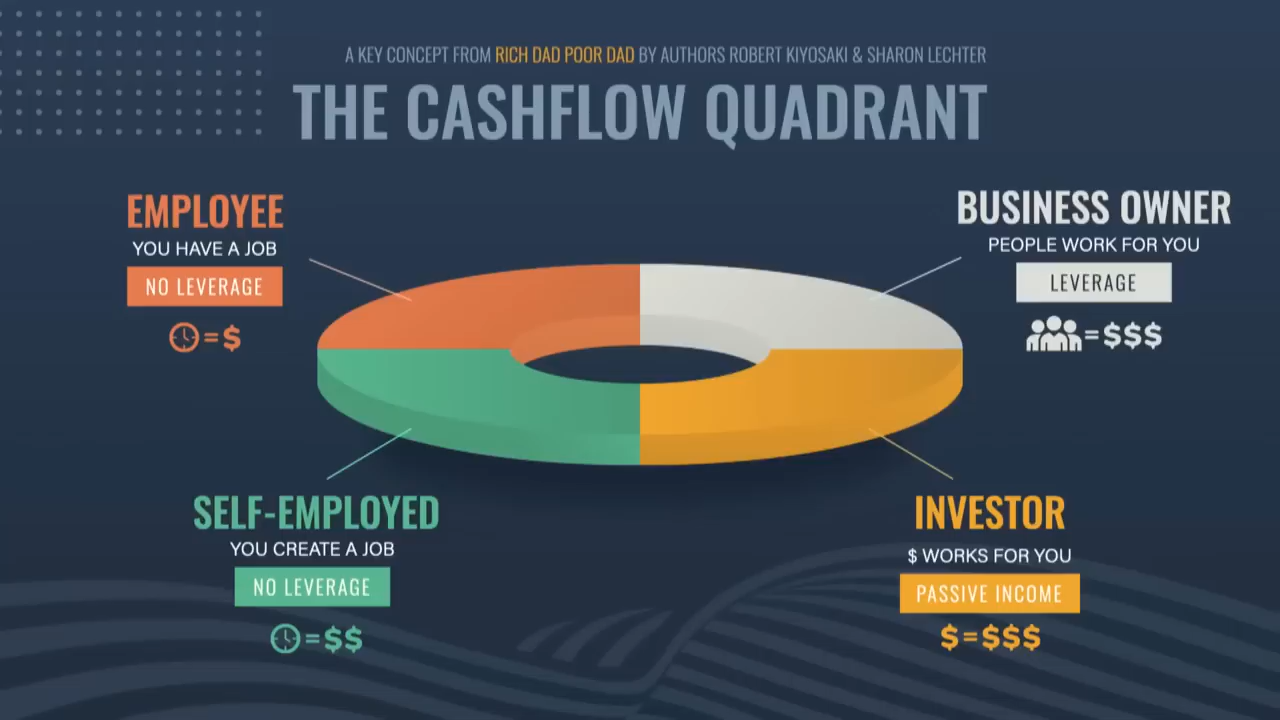 A KEY CONCEPT FROM RICH DAD POOR DAD BY AUTHORS ROBERT KIYOSAKI & SHARON LECHTER
THE CASHFLOW QUADRANT
EMPLOYEE
YOU HAVE A JOB
NO LEVERAGE
=$
BUSINESS OWNER
PEOPLE WORK FOR YOU
LEVERAGE
=$$$
SELF-EMPLOYED
YOU CREATE A JOB
NO LEVERAGE
=$$
INVESTOR
$ WORKS FOR YOU
PASSIVE INCOME
$=$$$